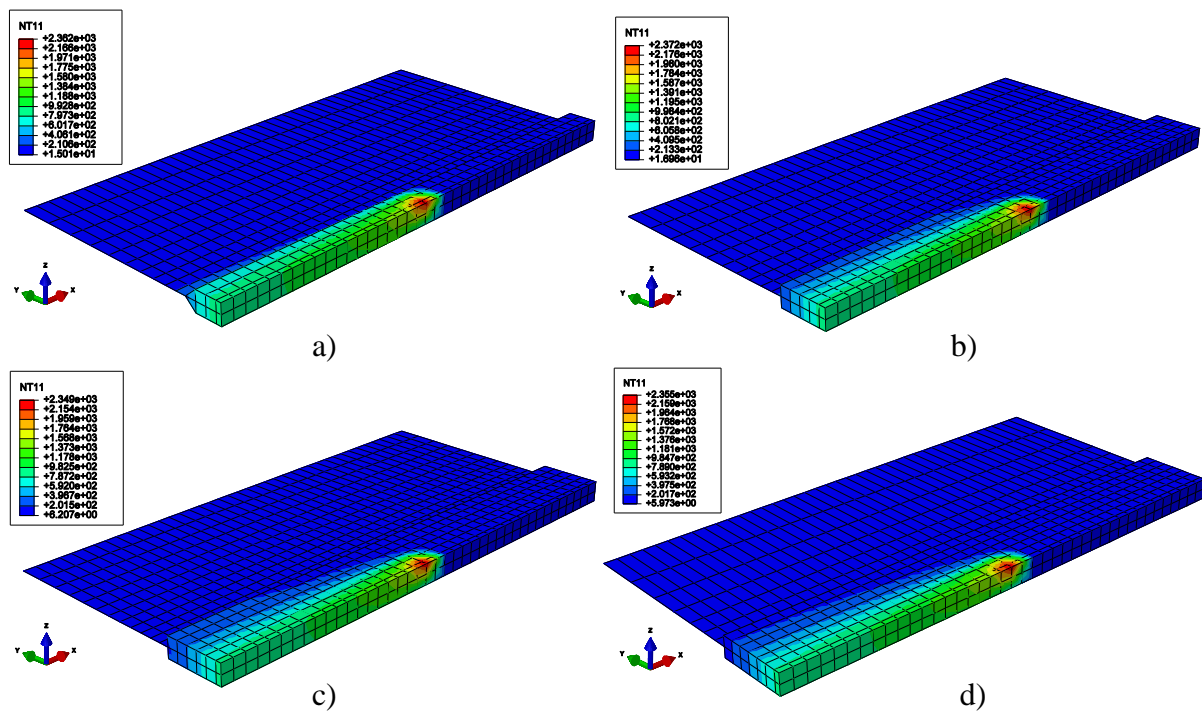 NT11
+2.362e+03
+2.166e+03
+1.971e+03
+1.775e+03
+1.580e+03
+1.384e+03
+1.188e+03
+9.928e+02
+7.973e+02
+6.017e+02
+4.061e+02
+2.106e+02
+1.501e+01
Z
Y
X
a)
NT11
+2.372e+03
+2.176e+03
+1.980e+03
+1.784e+03
+1.587e+03
+1.391e+03
+1.195e+03
+9.984e+02
+8.021e+02
+6.058e+02
+4.095e+02
+2.133e+02
+1.696e+01
Z
Y
X
b)
NT11
+2.349e+03
+2.154e+03
+1.959e+03
+1.764e+03
+1.568e+03
+1.373e+03
+1.178e+03
+9.825e+02
+7.872e+02
+5.920e+02
+3.967e+02
+2.015e+02
+6.207e+00
Z
Y
X
c)
NT11
+2.355e+03
+2.159e+03
+1.964e+03
+1.768e+03
+1.572e+03
+1.376e+03
+1.181e+03
+9.847e+02
+7.890e+02
+5.932e+02
+3.975e+02
+2.017e+02
+5.973e+00
Z
Y
X
d)